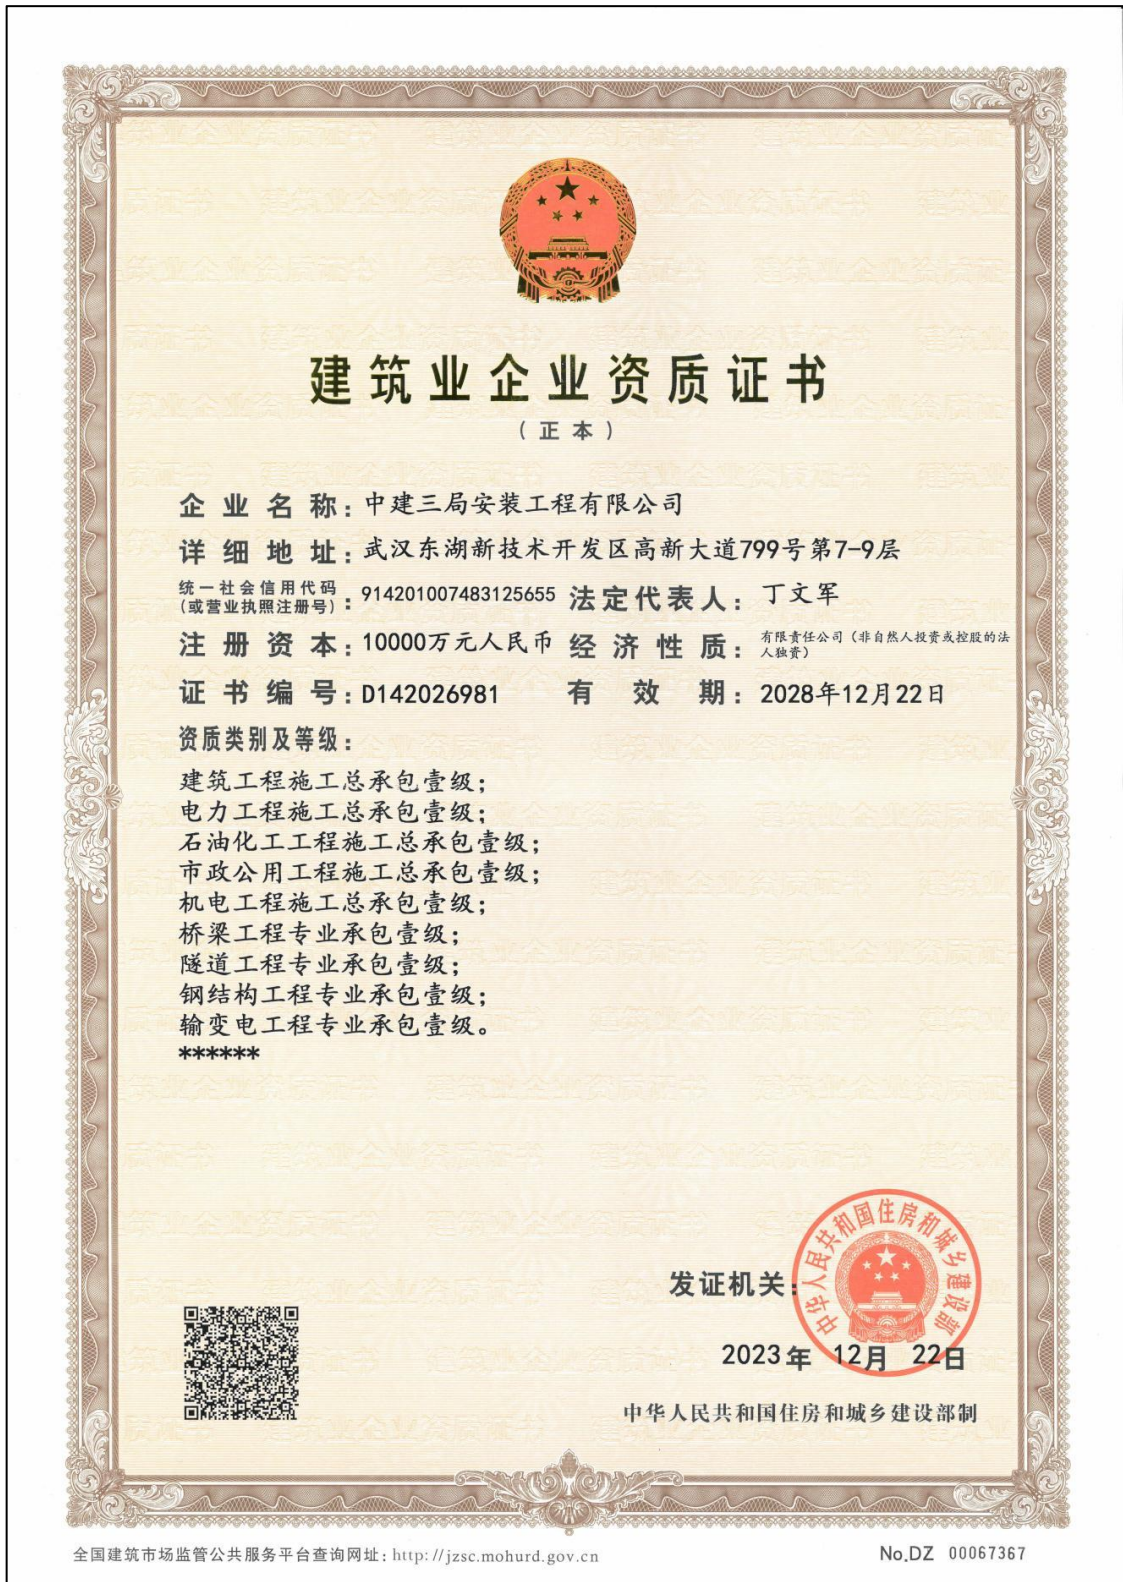 建筑业企业资质证书
(正本)
企业名称:中建三局安装工程有限公司
详细地址:武汉东湖新技术开发区高新大道799号第7-9层
统一社会信用代码
(或营业执照注册号):914201007483125655 法定代表人:丁文军
注册资本:10000万元人民币 经济性质:有限责任公司(非自然人投资或控股的法
人独资)
证书编号:D142026981 有效期:2028年12月22日
资质类别及等级:
建筑工程施工总承包壹级;
电力工程施工总承包壹级;
石油化工工程施工总承包壹级;
市政公用工程施工总承包壹级;
机电工程施工总承包壹级;
桥梁工程专业承包壹级;
隧道工程专业承包壹级;
钢结构工程专业承包壹级;
输变电工程专业承包壹级。
******
中华人民共和国住房和城乡建设部
发证机关:
2023年 12月 22日
中华人民共和国住房和城乡建设部制
全国建筑市场监管公共服务平台查询网址:http://jzsc.mohurd.gov.cn
No.DZ 00067367